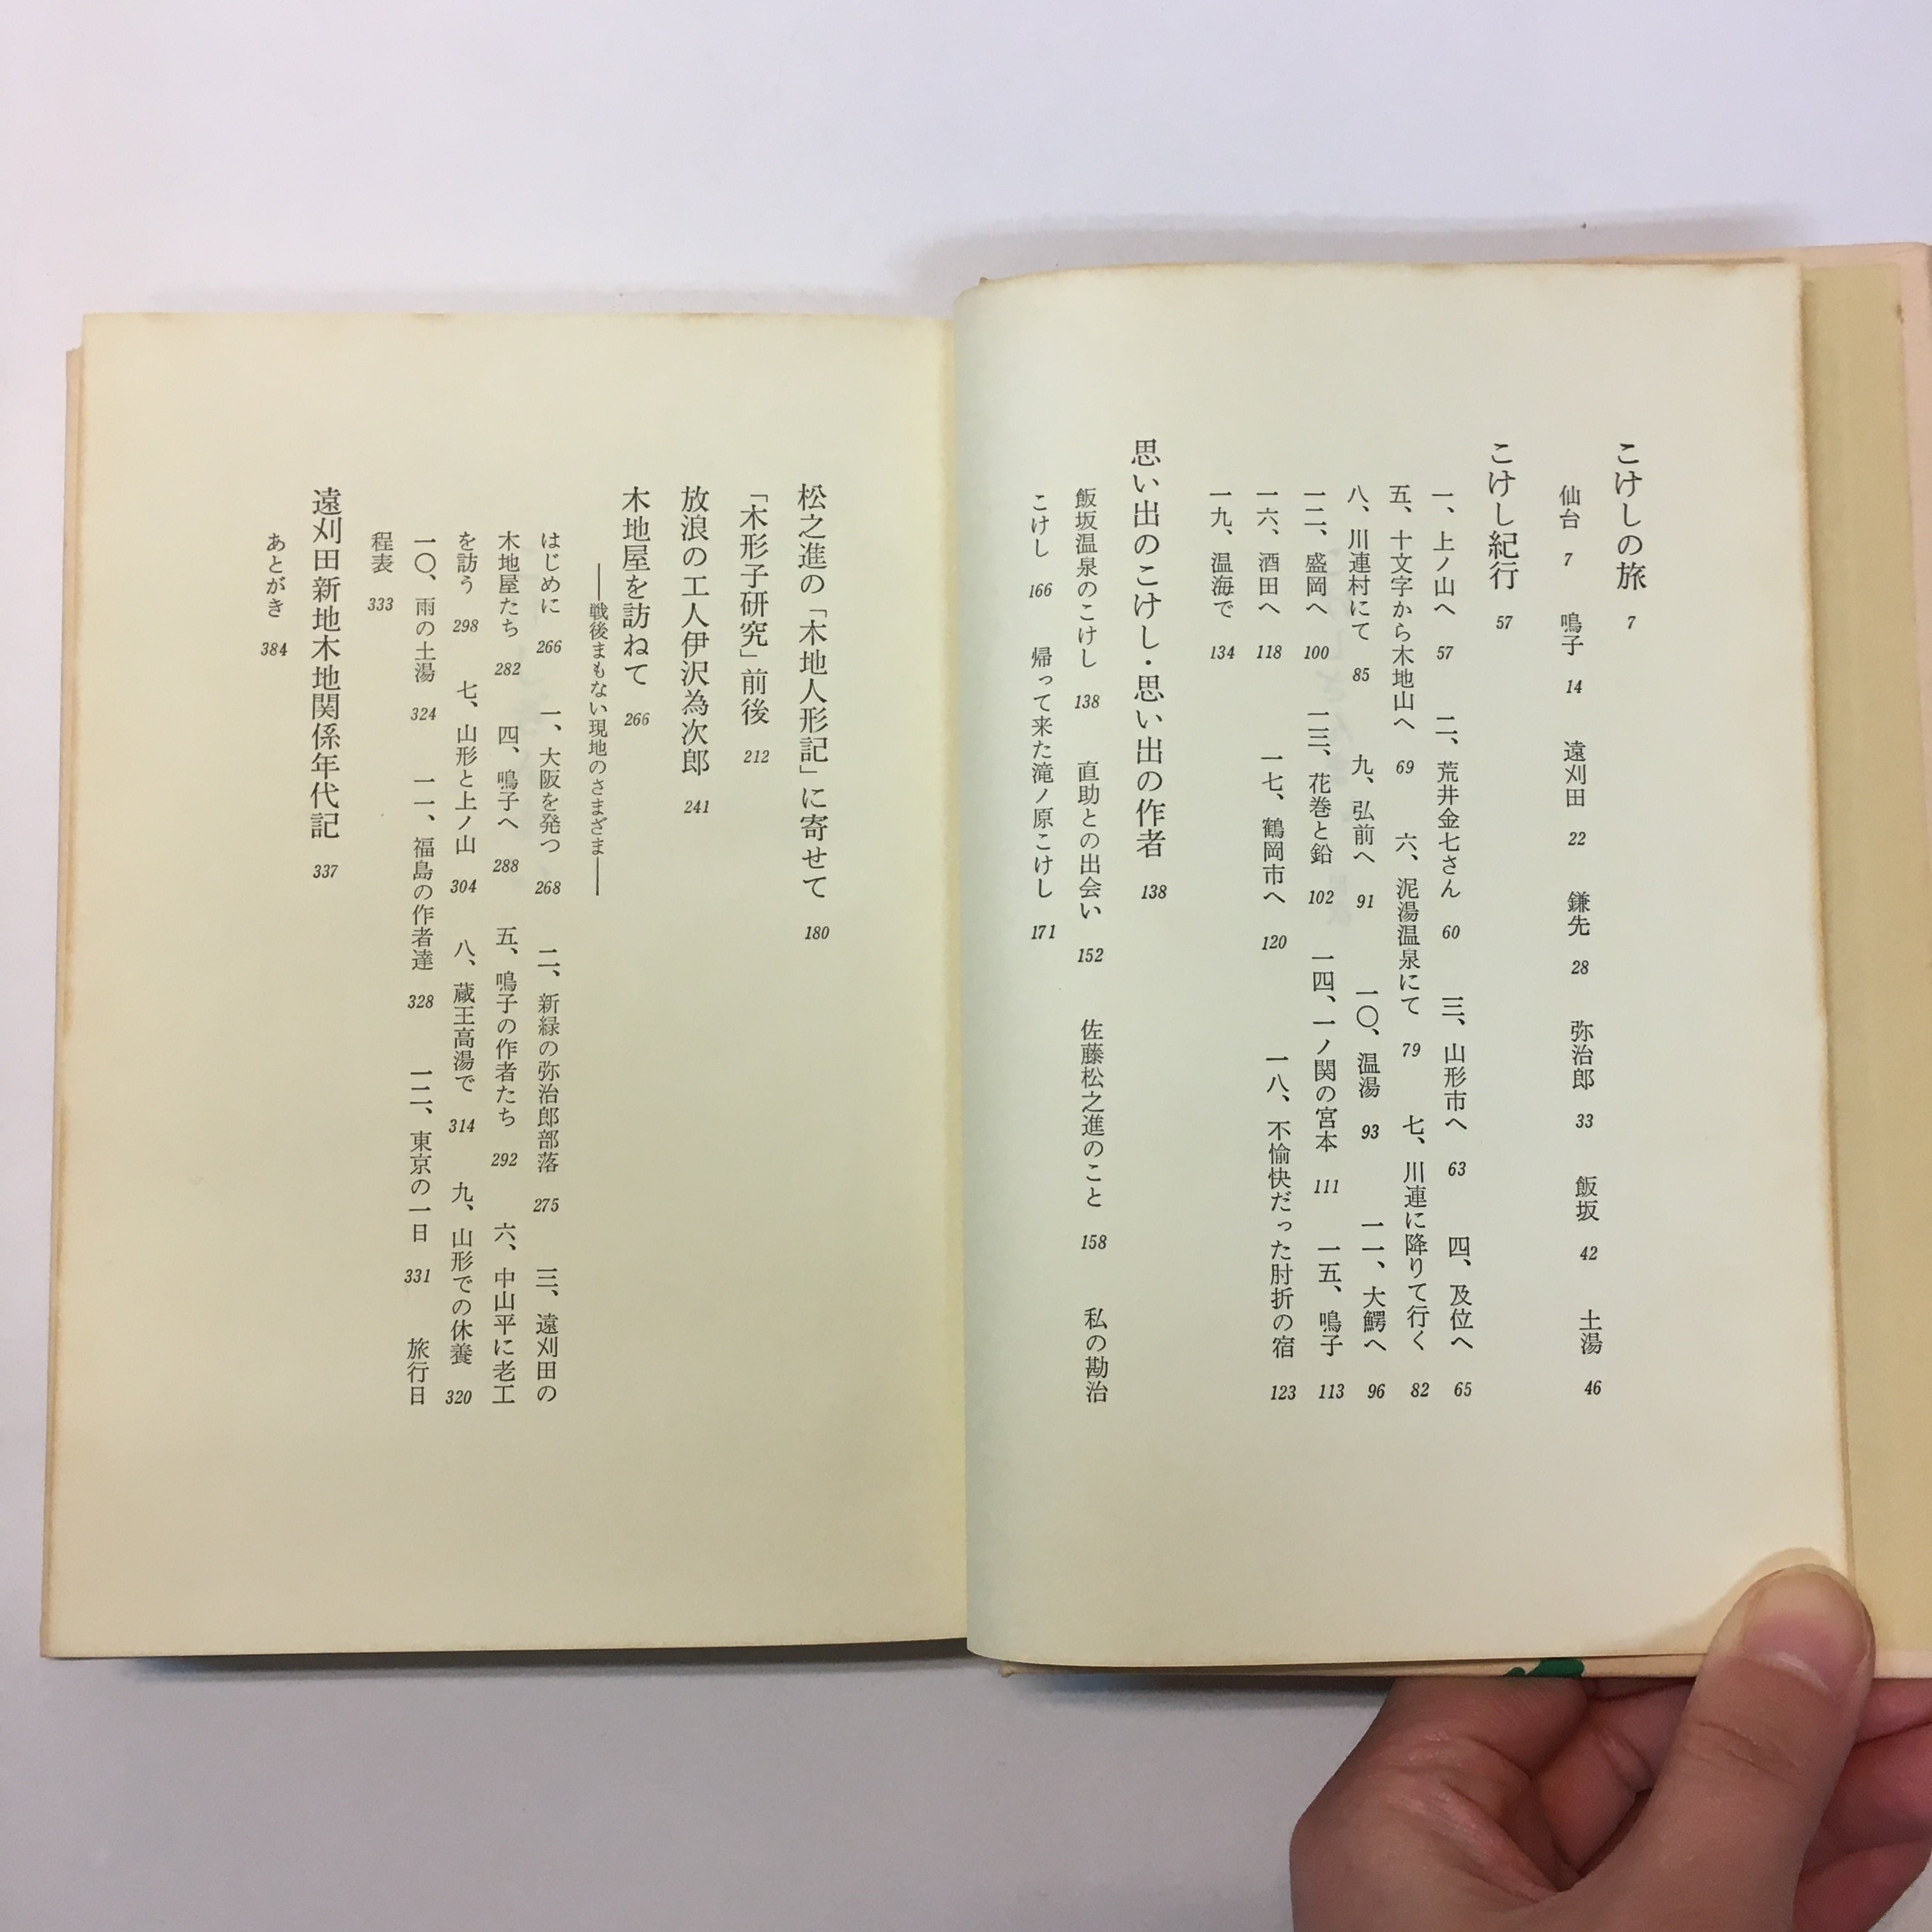 こけしの旅 7
仙台 7 鳴子 14 遠刈田 22 鎌先 28 弥治郎 33 飯坂 42 土湯 46
こけし紀行 57
一、上ノ山へ 57 二、荒井金七さん 60 三、山形市へ 63 四、及位へ 65
五、十文字から木地山へ 69 六、泥湯温泉にて 79 七、川連に降りて行く 82
八、川連村にて 85 九、弘前へ 91 一〇、温湯 93 一一、大鰐へ 96
一二、盛岡へ 100 一三、花巻と鉛 102 一四、一ノ関の宮本 111 一五、鳴子 113
一六、酒田へ 118 一七、鶴岡市へ 120 一八、不愉快だった肘折の宿 123
一九、温海で 134
思い出のこけし・思い出の作者 138
飯坂温泉のこけし 138 直助との出会い 152 佐藤松之進のこと 158 私の勘治
こけし 166 帰って来た滝ノ原こけし 171
松之進の「木地人形記」に寄せて 180
「木形子研究」前後 212
放浪の工人伊沢為次郎 241
木地屋を訪ねて 266
――戦後まもない現地のさまざま――
はじめに 266 一、大阪を発つ 268 二、新緑の弥治郎部落 275 三、遠刈田の
木地屋たち 282 四、鳴子へ 288 五、鳴子の作者たち 292 六、中山平に老工
を訪う 298 七、山形と上ノ山 304 八、蔵王高湯で 314 九、山形での休養 320
一〇、雨の土湯 324 一一、福島の作者達 328 一二、東京の一日 331 旅行日
程表 333
遠刈田新地木地関係年代記 337
あとがき 384